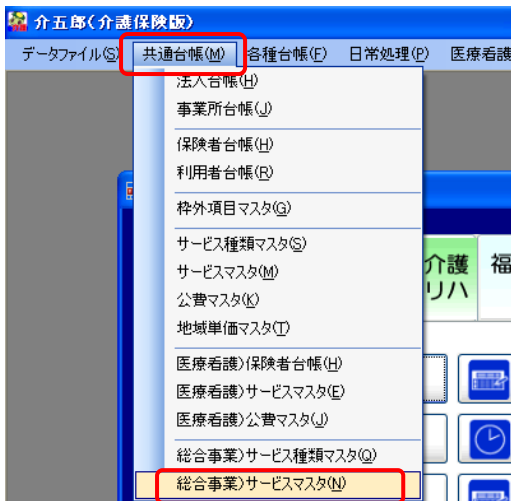 介五郎(介護保険版)
データファイル(S) 共通台帳(M) 各種台帳(F) 日常処理(P) 医療看護
法人台帳(H)
事業所台帳(J)
保険者台帳(H)
利用者台帳(R)
枠外項目マスタ(G)
サービス種類マスタ(S)
サービスマスタ(M)
公費マスタ(K)
地域単価マスタ(T)
医療看護)保険者台帳(H)
医療看護)サービスマスタ(E)
医療看護)公費マスタ(J)
総合事業)サービス種類マスタ(Q)
総合事業)サービスマスタ(N)
介護
リハ
福